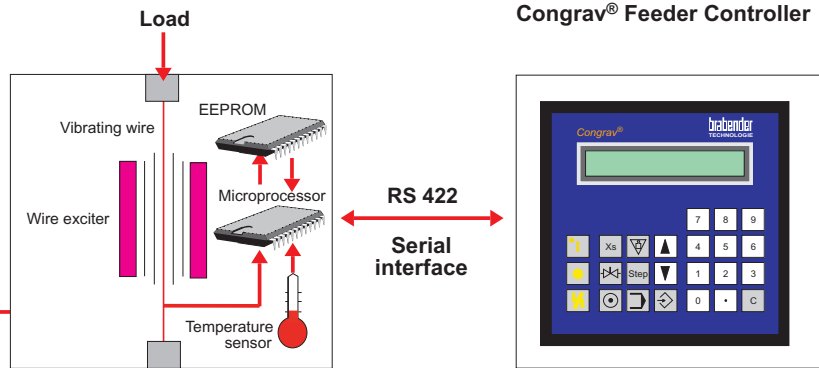 Congrav® Feeder Controller
Load
EEPROM
Vibrating wire
Microprocessor
Wire exciter
Temperature
sensor
RS 422
Serial
interface
Congrav®
brabender
TECHNOLOGIE
7 8 9
Xs 4 5 6
Step 1 2 3
0 • C